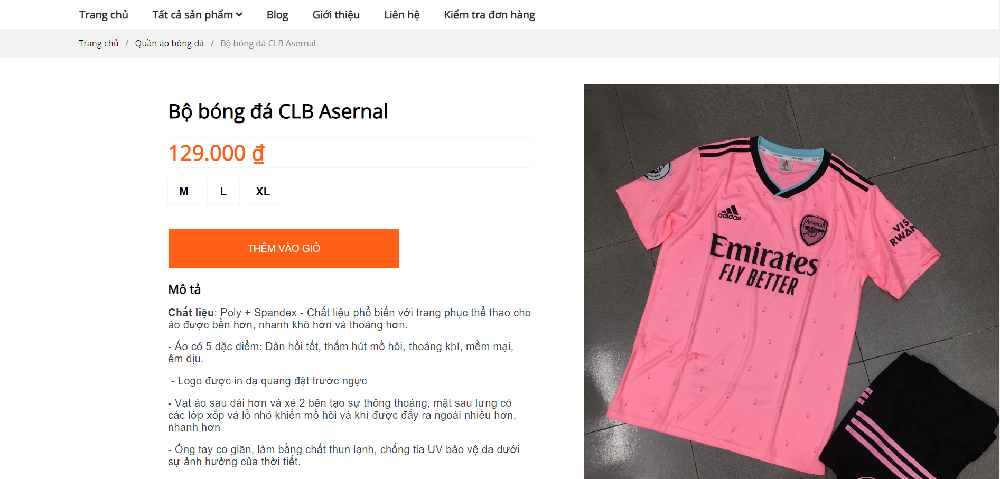 Trang chủ Tất cả sản phẩm Blog Giới thiệu Liên hệ Kiểm tra đơn hàng
Trang chủ / Quần áo bóng đá / Bộ bóng đá CLB Asernal
Bộ bóng đá CLB Asernal
129.000 ₫
M L XL
THÊM VÀO GIỎ
Mô tả
Chất liệu: Poly + Spandex - Chất liệu phổ biến với trang phục thể thao cho
áo được bền hơn, nhanh khô hơn và thoáng hơn.
- Áo có 5 đặc điểm: Đàn hồi tốt, thấm hút mồ hôi, thoáng khí, mềm mại,
êm dịu.
- Logo được in dạ quang đặt trước ngực
- Vạt áo sau dài hơn và xẻ 2 bên tạo sự thông thoáng, mặt sau lưng có
các lớp xốp và lỗ nhỏ khiến mồ hôi và khí được đẩy ra ngoài nhiều hơn,
nhanh hơn
- Ống tay co giãn, làm bằng chất thun lạnh, chống tia UV bảo vệ da dưới
sự ảnh hưởng của thời tiết.
adidas
Arsenal
Emirates
FLY BETTER
VIS
RWAN
League